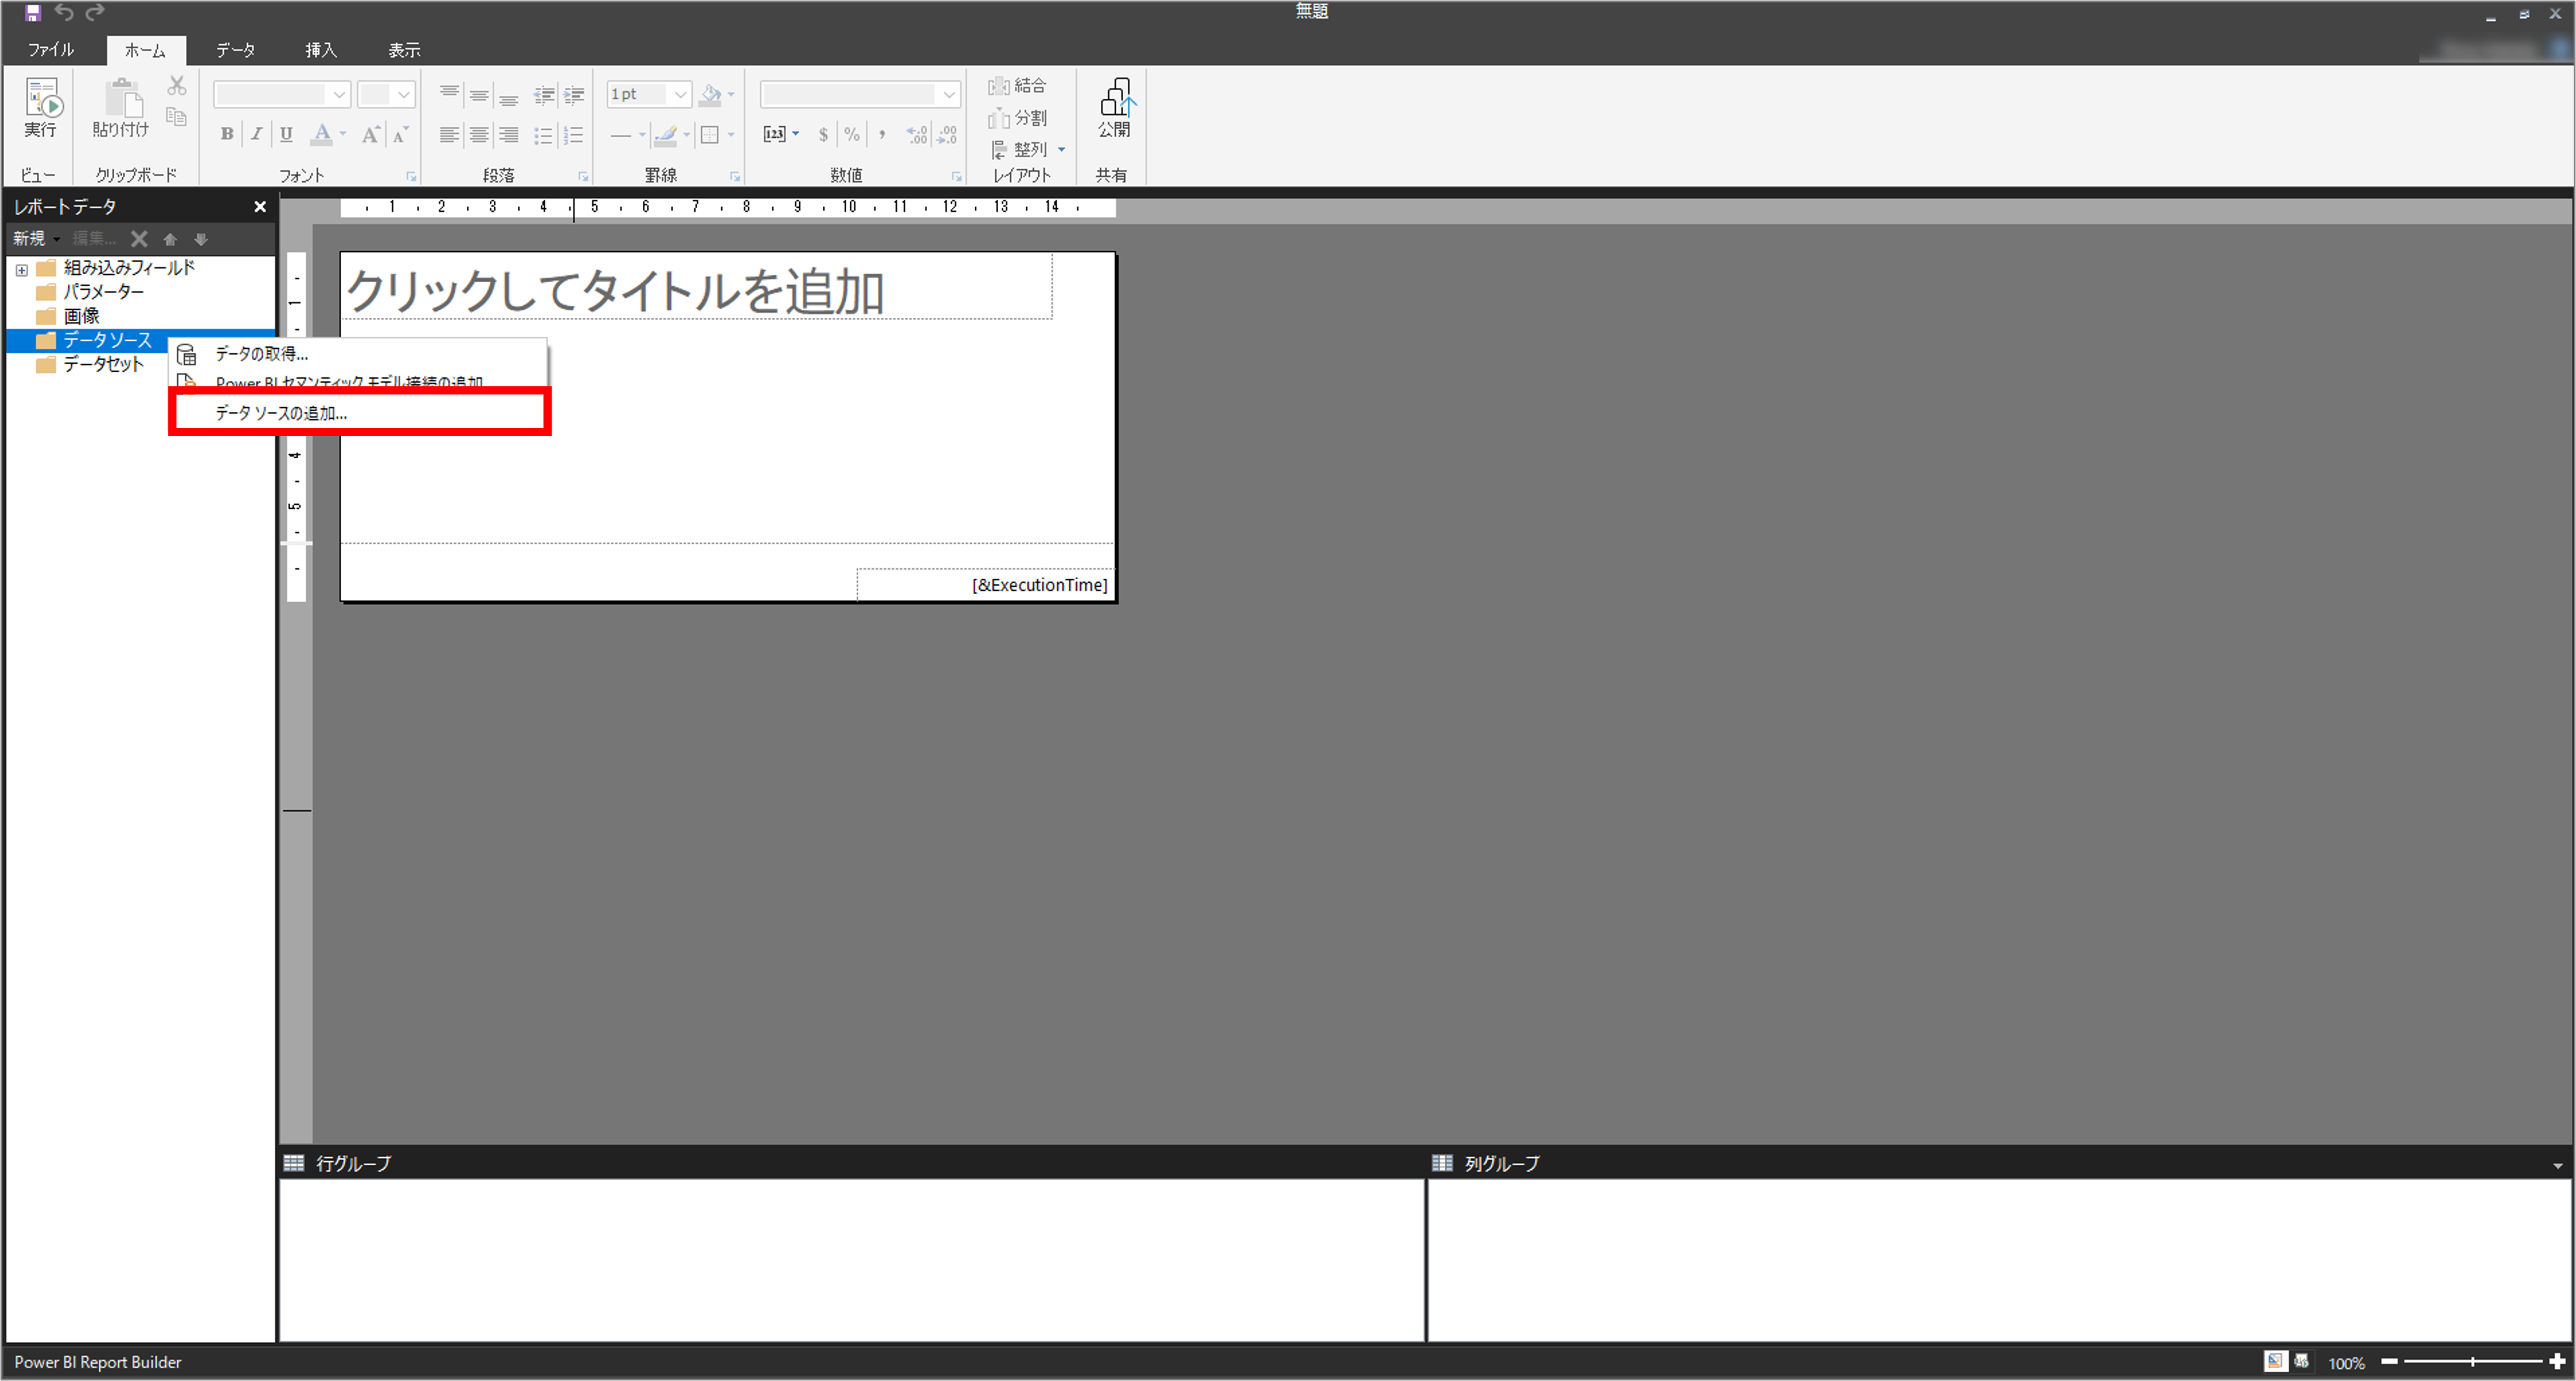 無題
ファイル ホーム データ 挿入 表示
実行
貼り付け
1 pt
結合
分割
整列
B I U A A A
[123] $ % , .0 .00 .00 .0
公開
ビュー クリップボード フォント 段落 罫線 数値 レイアウト 共有
レポート データ
新規 編集...
組み込みフィールド
パラメーター
画像
データ ソース
データセット
データの取得...
Power BI セマンティック モデル接続の追加
データ ソースの追加...
1 2 3 4 5 6 7 8 9 10 11 12 13 14
1
4
5
クリックしてタイトルを追加
[&ExecutionTime]
行グループ
列グループ
Power BI Report Builder
100%